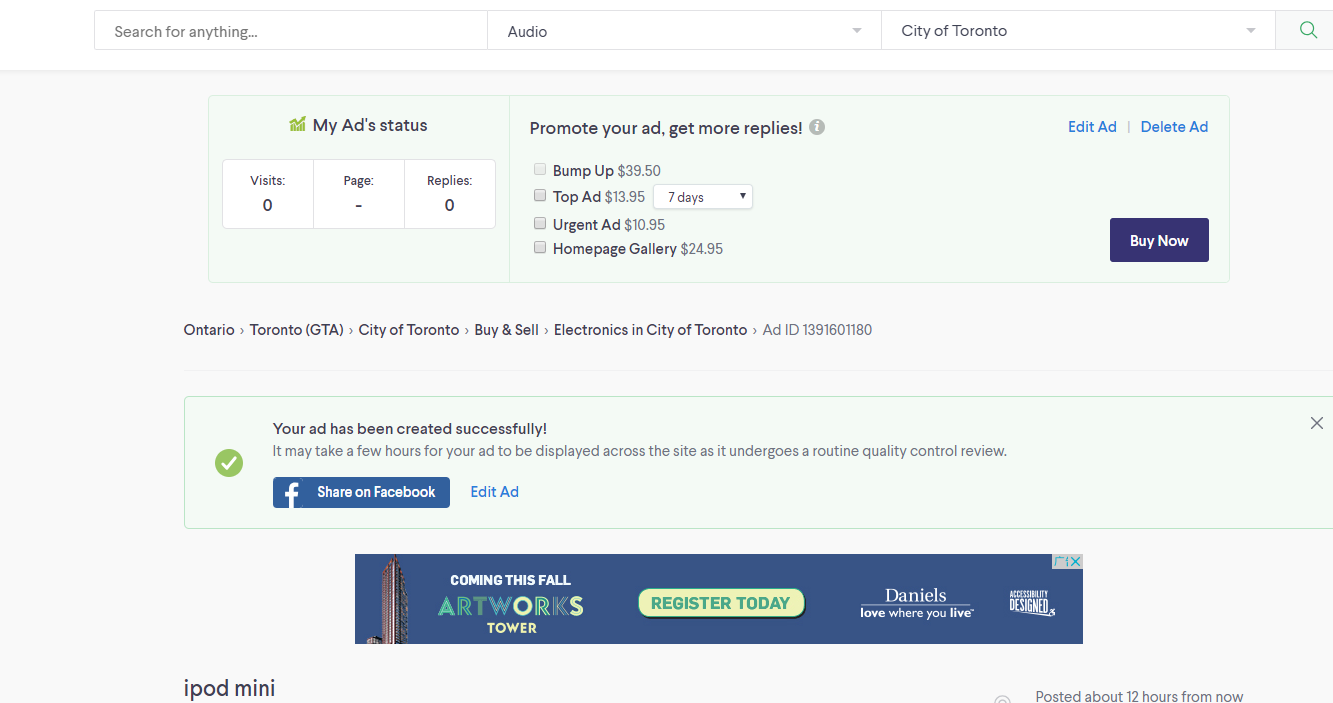 Search for anything...
Audio
City of Toronto
My Ad's status
Visits:
0
Page:
-
Replies:
0
Promote your ad, get more replies!
Edit Ad | Delete Ad
Bump Up $39.50
Top Ad $13.95 7 days
Urgent Ad $10.95
Homepage Gallery $24.95
Buy Now
Ontario › Toronto (GTA) › City of Toronto › Buy & Sell › Electronics in City of Toronto › Ad ID 1391601180
Your ad has been created successfully!
It may take a few hours for your ad to be displayed across the site as it undergoes a routine quality control review.
Share on Facebook
Edit Ad
COMING THIS FALL
ARTWORKS
TOWER
REGISTER TODAY
Daniels
love where you live™
ACCESSIBILITY
DESIGNED
ipod mini
Posted about 12 hours from now